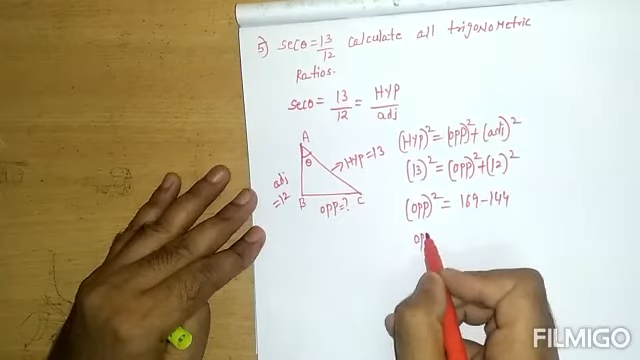 5) secθ = 13/12 calculate all trigonometric
Ratios.
secθ = 13/12 = HYP/adj
A
θ
HYP=13
adj
=12
B
opp=?
C
(HYP)² = (opp)² + (adj)²
(13)² = (opp)² + (12)²
(opp)² = 169-144
op
FILMIGO